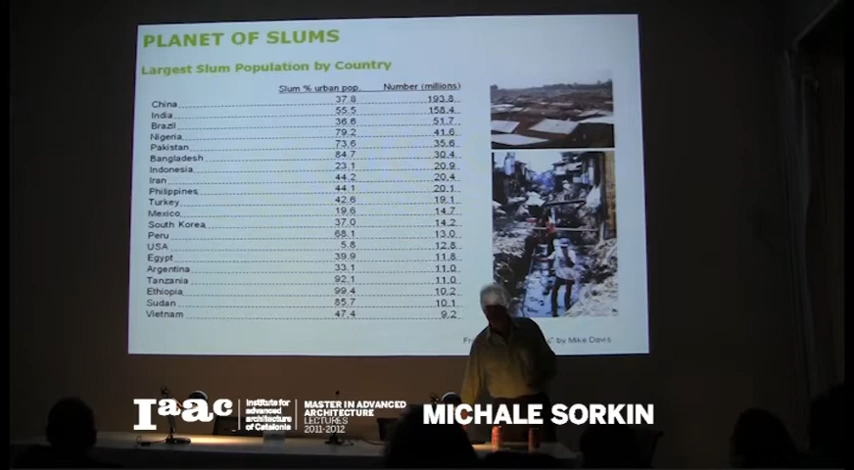 PLANET OF SLUMS
Largest Slum Population by Country
Slum % urban pop. Number (millions)
China 37.8 193.8
India 55.5 158.4
Brazil 36.6 51.7
Nigeria 79.2 41.6
Pakistan 73.6 35.6
Bangladesh 84.7 30.4
Indonesia 23.1 20.9
Iran 44.2 20.4
Philippines 44.1 20.1
Turkey 42.6 19.1
Mexico 19.6 14.7
South Korea 37.0 14.2
Peru 68.1 13.0
USA 5.8 12.8
Egypt 39.9 11.8
Argentina 33.1 11.0
Tanzania 92.1 11.0
Ethiopia 99.4 10.2
Sudan 85.7 10.1
Vietnam 47.4 9.2
by Mike Davis
Iaac
Institute for
advanced
architecture
of Catalonia
MASTER IN ADVANCED
ARCHITECTURE
LECTURES
2011-2012
MICHALE SORKIN